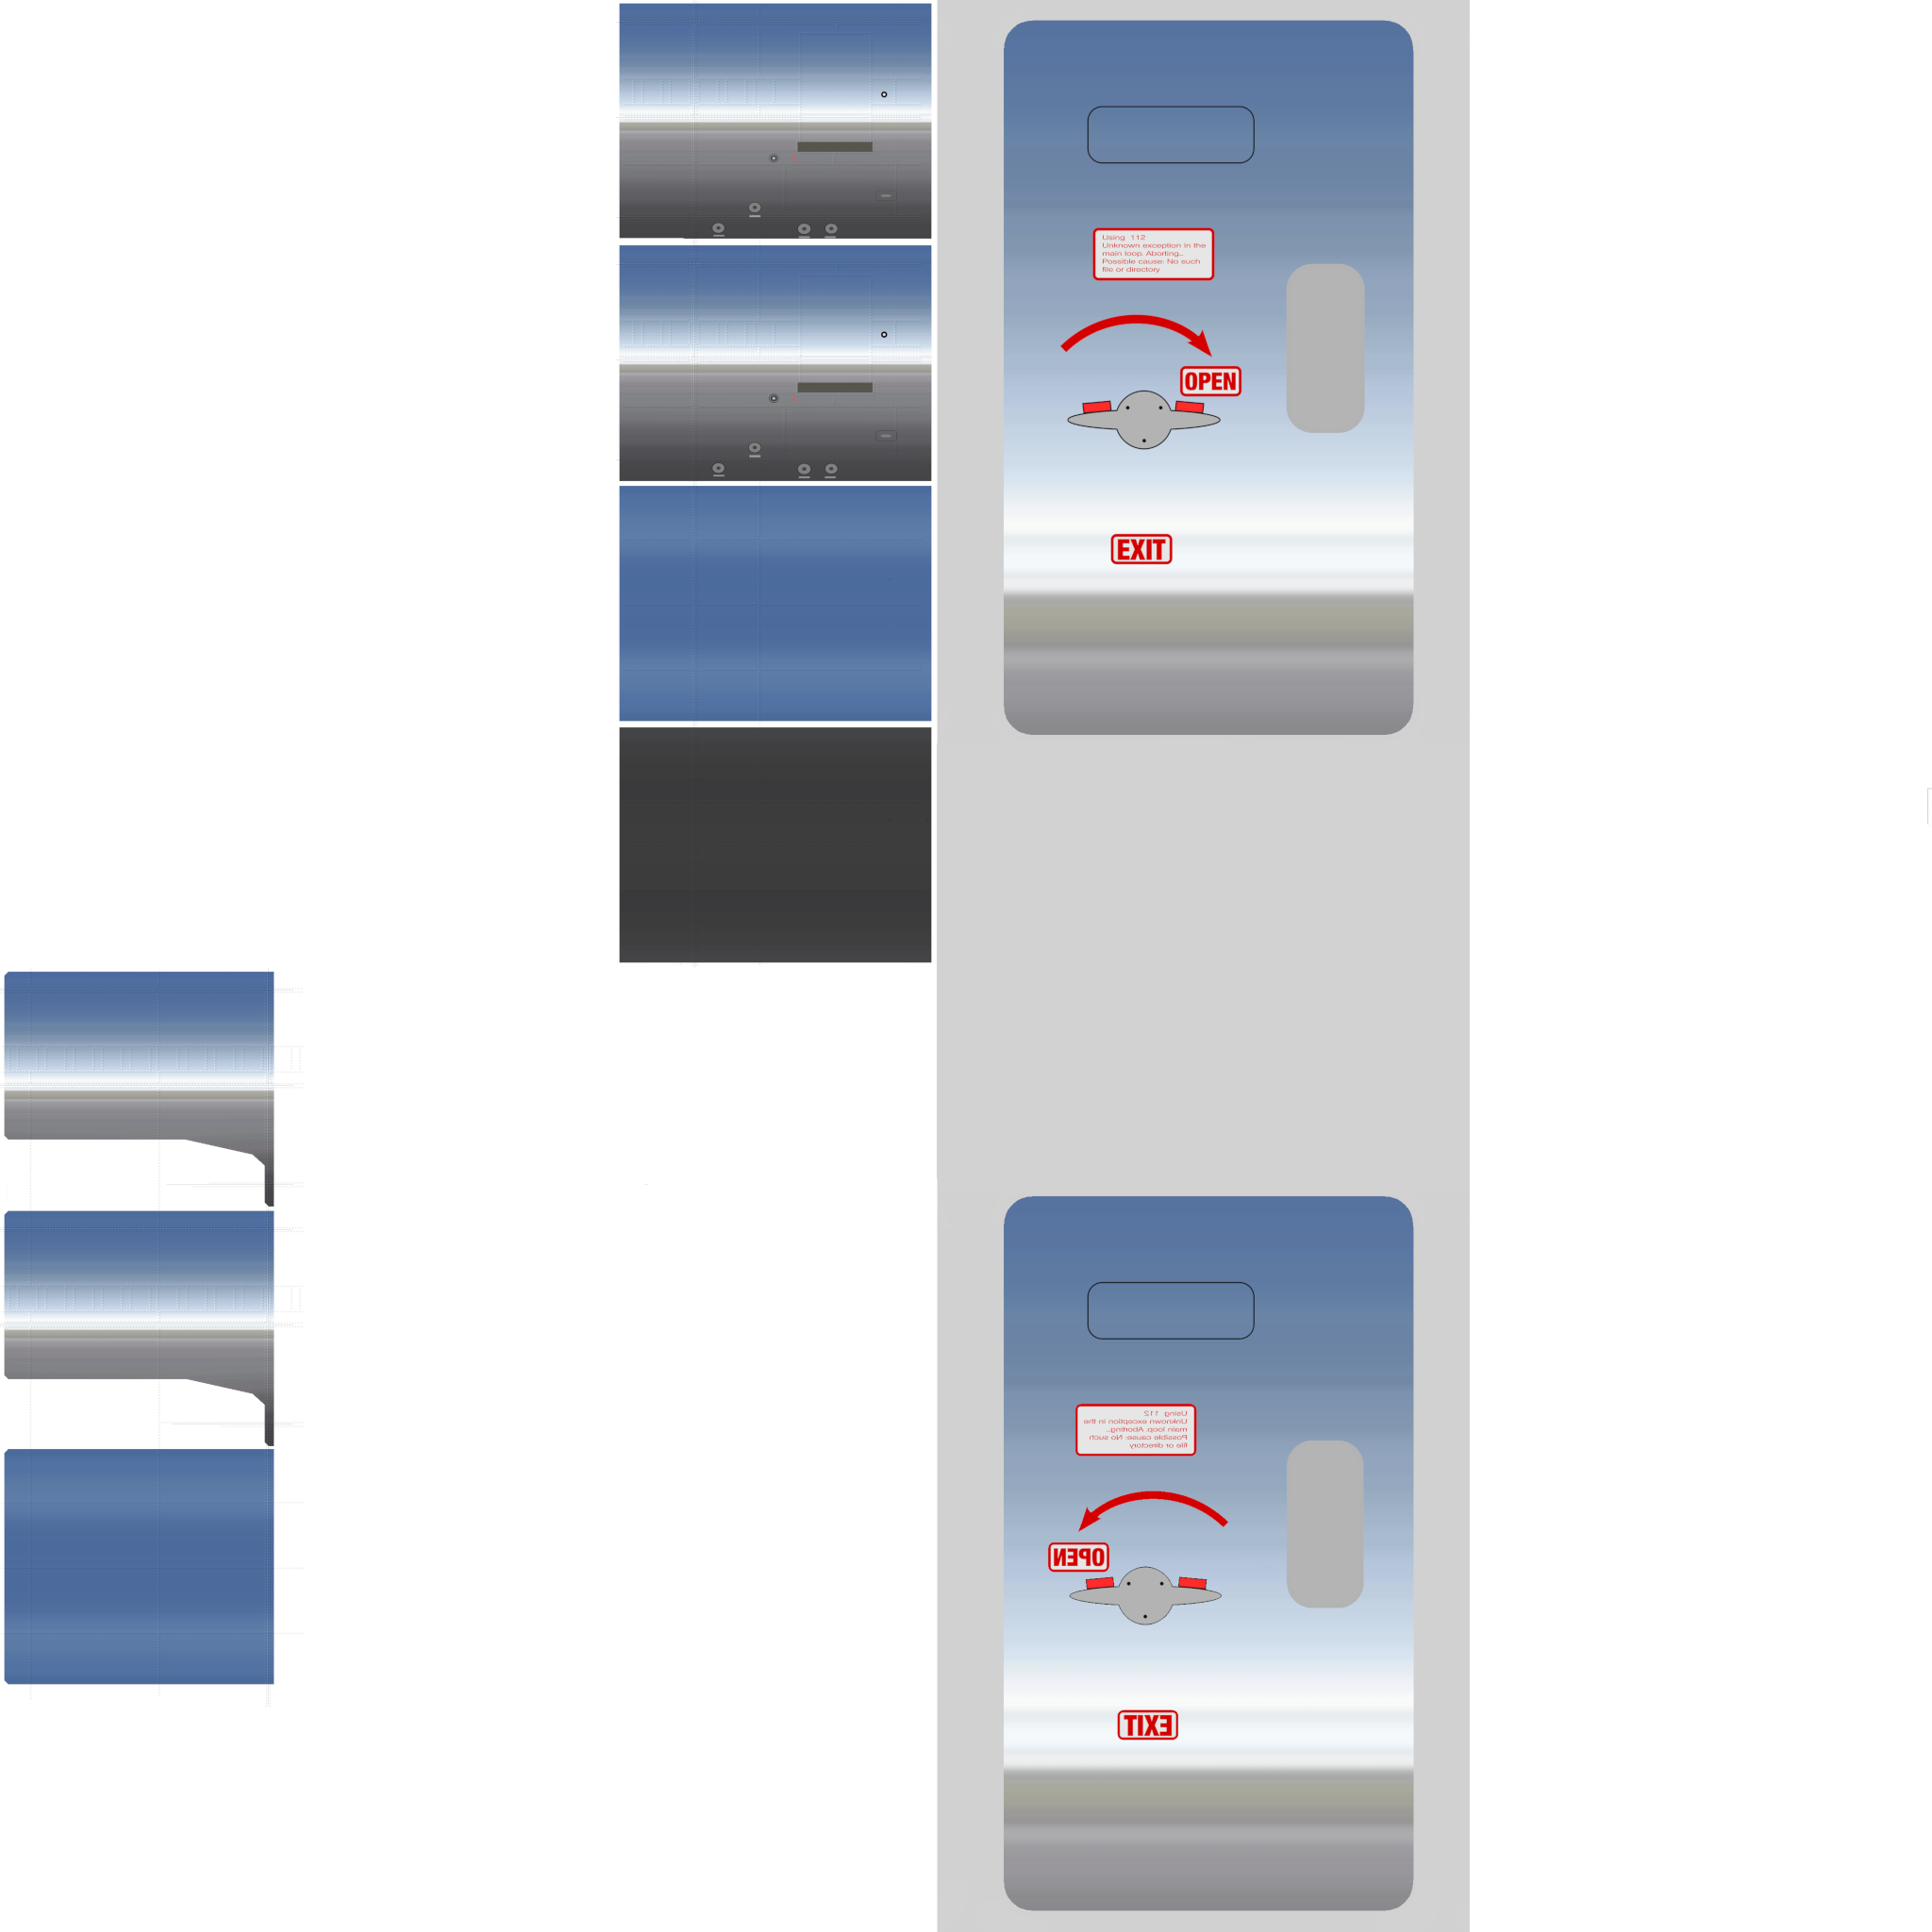 Using 112
Unknown exception in the
main loop. Aborting...
Possible cause: No such
file or directory
OPEN
EXIT
Using 112
Unknown exception in the
main loop. Aborting...
Possible cause: No such
file or directory
OPEN
EXIT